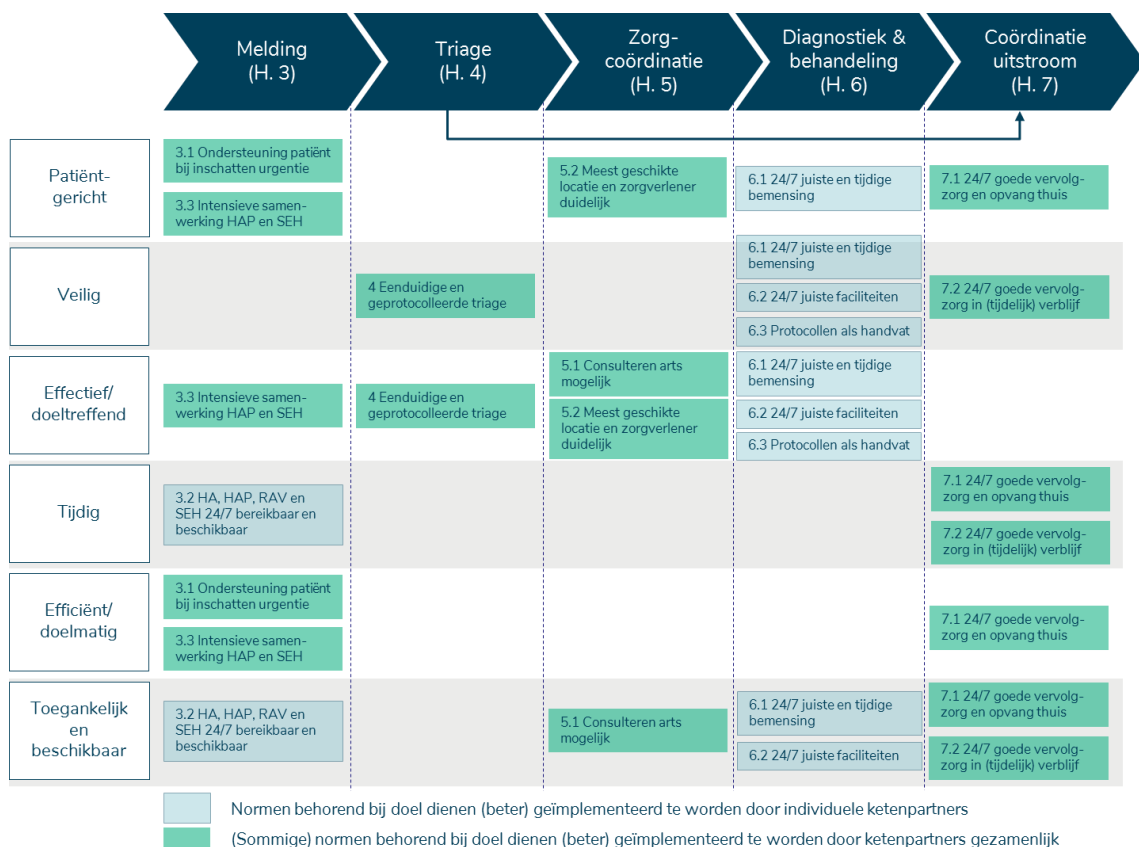 Melding
(H. 3)
Triage
(H. 4)
Zorg-
coördinatie
(H. 5)
Diagnostiek &
behandeling
(H. 6)
Coördinatie
uitstroom
(H. 7)
Patiënt-
gericht
3.1 Ondersteuning patiënt
bij inschatten urgentie
3.3 Intensieve samen-
werking HAP en SEH
5.2 Meest geschikte
locatie en zorgverlener
duidelijk
6.1 24/7 juiste en tijdige
bemensing
7.1 24/7 goede vervolg-
zorg en opvang thuis
Veilig
4 Eenduidige en
geprotocolleerde triage
6.1 24/7 juiste en tijdige
bemensing
6.2 24/7 juiste faciliteiten
6.3 Protocollen als handvat
7.2 24/7 goede vervolg-
zorg in (tijdelijk) verblijf
Effectief/
doeltreffend
3.3 Intensieve samen-
werking HAP en SEH
4 Eenduidige en
geprotocolleerde triage
5.1 Consulteren arts
mogelijk
5.2 Meest geschikte
locatie en zorgverlener
duidelijk
6.1 24/7 juiste en tijdige
bemensing
6.2 24/7 juiste faciliteiten
6.3 Protocollen als handvat
Tijdig
3.2 HA, HAP, RAV en
SEH 24/7 bereikbaar en
beschikbaar
7.1 24/7 goede vervolg-
zorg en opvang thuis
7.2 24/7 goede vervolg-
zorg in (tijdelijk) verblijf
Efficiënt/
doelmatig
3.1 Ondersteuning patiënt
bij inschatten urgentie
3.3 Intensieve samen-
werking HAP en SEH
7.1 24/7 goede vervolg-
zorg en opvang thuis
Toegankelijk
en
beschikbaar
3.2 HA, HAP, RAV en
SEH 24/7 bereikbaar en
beschikbaar
5.1 Consulteren arts
mogelijk
6.1 24/7 juiste en tijdige
bemensing
6.2 24/7 juiste faciliteiten
7.1 24/7 goede vervolg-
zorg en opvang thuis
7.2 24/7 goede vervolg-
zorg in (tijdelijk) verblijf
Normen behorend bij doel dienen (beter) geïmplementeerd te worden door individuele ketenpartners
(Sommige) normen behorend bij doel dienen (beter) geïmplementeerd te worden door ketenpartners gezamenlijk